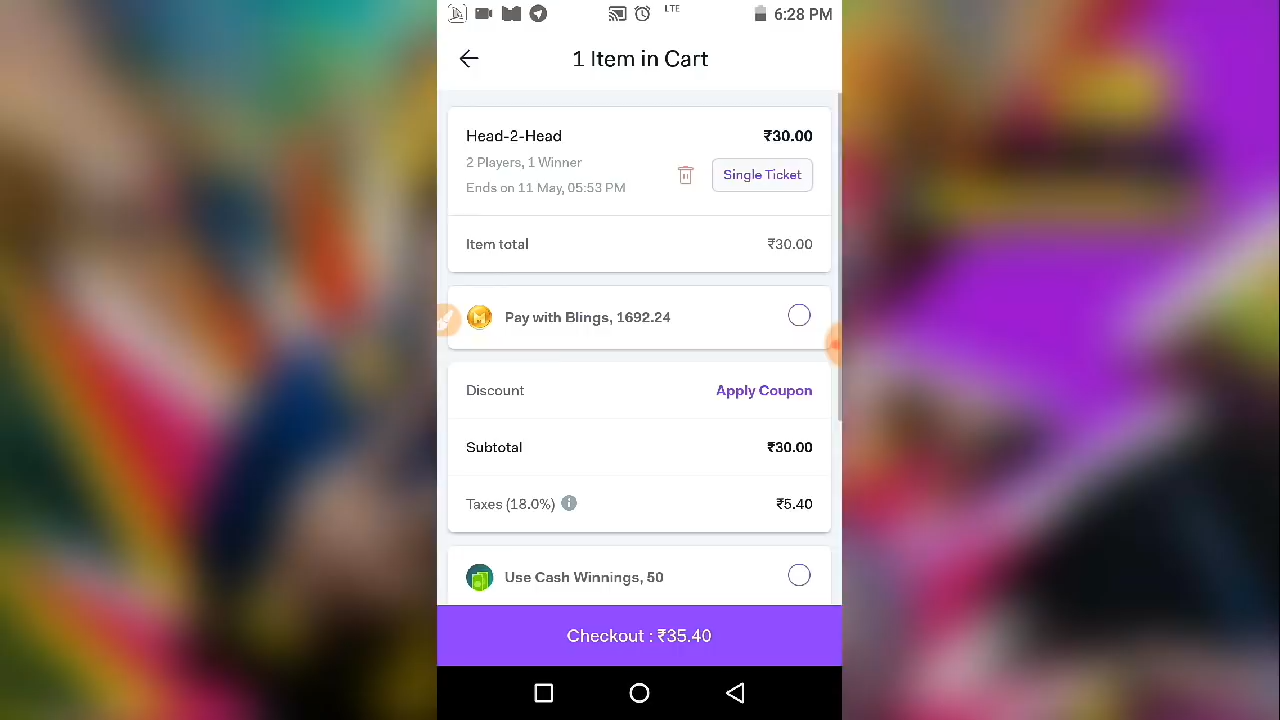 LTE
6:28 PM
1 Item in Cart
Head-2-Head
₹30.00
2 Players, 1 Winner
Ends on 11 May, 05:53 PM
Single Ticket
Item total
₹30.00
Pay with Blings, 1692.24
Discount
Apply Coupon
Subtotal
₹30.00
Taxes (18.0%)
₹5.40
Use Cash Winnings, 50
Checkout : ₹35.40